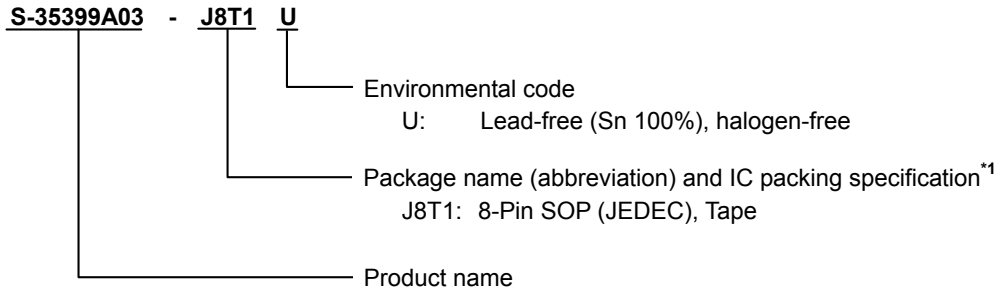 S-35399A03 - J8T1 U
Environmental code
U: Lead-free (Sn 100%), halogen-free
Package name (abbreviation) and IC packing specification*1
J8T1: 8-Pin SOP (JEDEC), Tape
Product name